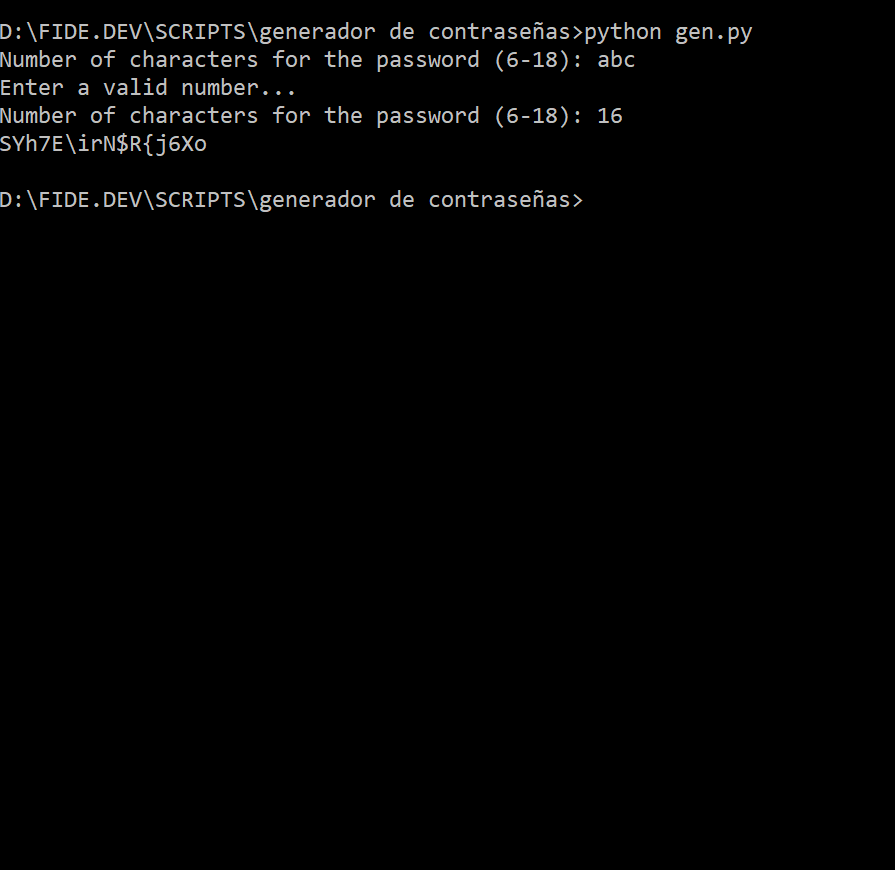 D:\FIDE.DEV\SCRIPTS\generador de contraseñas>python gen.py
Number of characters for the password (6-18): abc
Enter a valid number...
Number of characters for the password (6-18): 16
SYh7E\irN$R{j6Xo
D:\FIDE.DEV\SCRIPTS\generador de contraseñas>